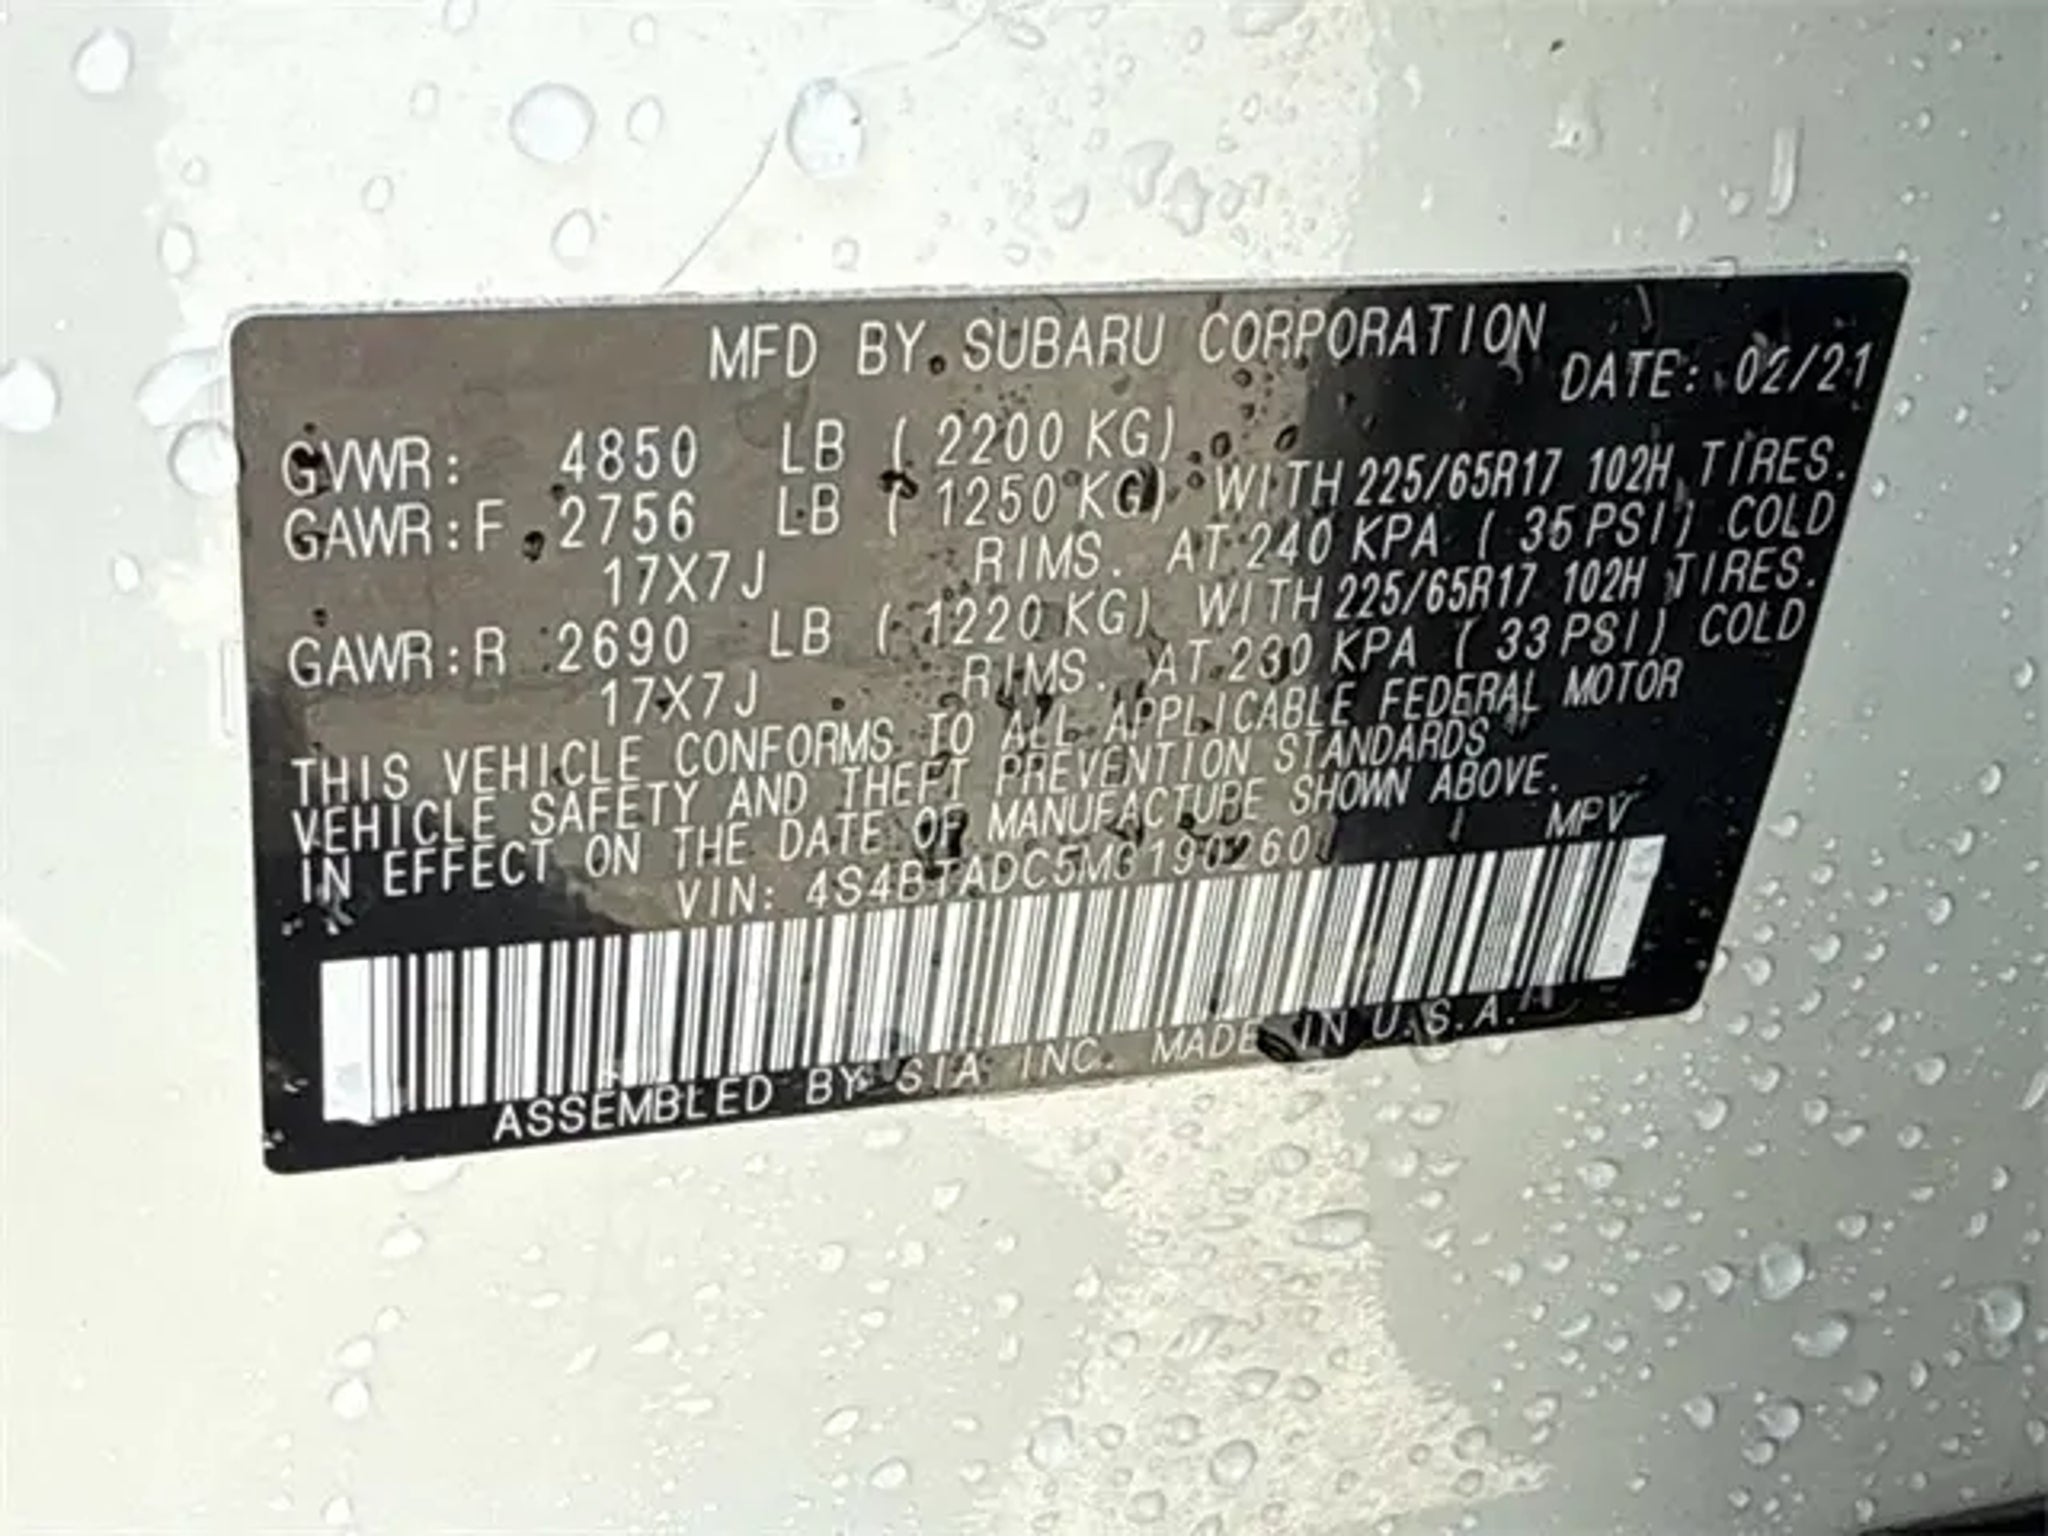 MFD BY SUBARU CORPORATION
DATE: 02/21
GVWR: 4850 LB ( 2200 KG)
GAWR:F 2756 LB ( 1250 KG) WITH 225/65R17 102H TIRES.
17X7J RIMS. AT 240 KPA ( 35 PSI) COLD
GAWR:R 2690 LB ( 1220 KG) WITH 225/65R17 102H TIRES.
17X7J RIMS. AT 230 KPA ( 33 PSI) COLD
THIS VEHICLE CONFORMS TO ALL APPLICABLE FEDERAL MOTOR
VEHICLE SAFETY AND THEFT PREVENTION STANDARDS
IN EFFECT ON THE DATE OF MANUFACTURE SHOWN ABOVE.
VIN: 4S4BTADC5M3190260 MPV
ASSEMBLED BY SIA INC. MADE IN U.S.A.